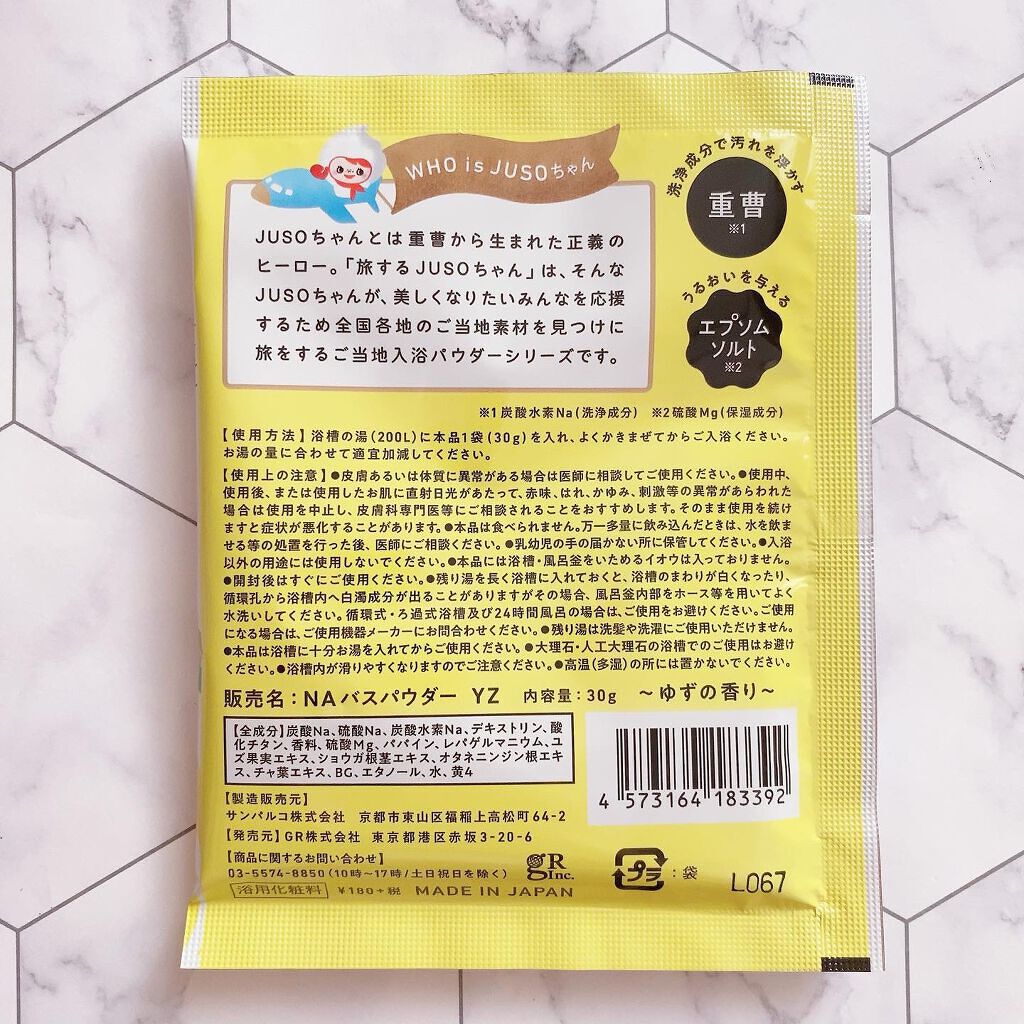 WHO is JUSOちゃん
JUSOちゃんとは重曹から生まれた正義の
ヒーロー。「旅するJUSOちゃん」は、そんな
JUSOちゃんが、美しくなりたいみんなを応援
するため全国各地のご当地素材を見つけに
旅をするご当地入浴パウダーシリーズです。
洗浄成分で汚れを浮かす
重曹
※1
うるおいを与える
エプソム
ソルト
※2
※1炭酸水素Na(洗浄成分) ※2硫酸Mg(保湿成分)
【使用方法】浴槽の湯(200L)に本品1袋(30g)を入れ、よくかきまぜてからご入浴ください。
お湯の量に合わせて適宜加減してください。
【使用上の注意】●皮膚あるいは体質に異常がある場合は医師に相談してご使用ください。●使用中、
使用後、または使用したお肌に直射日光があたって、赤味、はれ、かゆみ、刺激等の異常があらわれた
場合は使用を中止し、皮膚科専門医等にご相談されることをおすすめします。そのまま使用を続け
ますと症状が悪化することがあります。●本品は食べられません。万一多量に飲み込んだときは、水を飲ま
せる等の処置を行った後、医師にご相談ください。●乳幼児の手の届かない所に保管してください。●入浴
以外の用途には使用しないでください。●本品には浴槽・風呂釜をいためるイオウは入っておりません。
●開封後はすぐにご使用ください。●残り湯を長く浴槽に入れておくと、浴槽のまわりが白くなったり、
循環孔から浴槽内へ白濁成分が出ることがありますがその場合、風呂釜内部をホース等を用いてよく
水洗いしてください。循環式・ろ過式浴槽及び24時間風呂の場合は、ご使用をお避けください。ご使用
になる場合は、ご使用機器メーカーにお問合わせください。●残り湯は洗髪や洗濯にご使用いただけません。
●本品は浴槽に十分お湯を入れてからご使用ください。●大理石・人工大理石の浴槽でのご使用はお避け
ください。●浴槽内が滑りやすくなりますのでご注意ください。●高温(多湿)の所には置かないでください。
販売名：NAバスパウダー YZ 内容量：30g ～ゆずの香り～
【全成分】炭酸Na、硫酸Na、炭酸水素Na、デキストリン、酸
化チタン、香料、硫酸Mg、パパイン、レパゲルマニウム、ユ
ズ果実エキス、ショウガ根茎エキス、オタネニンジン根エキ
ス、チャ葉エキス、BG、エタノール、水、黄4
4 573164 183392
【製造販売元】
サンパルコ株式会社 京都市東山区福稲上高松町64-2
【発売元】GR株式会社 東京都港区赤坂3-20-6
【商品に関するお問い合わせ】
03-5574-8850(10時～17時/土日祝日を除く)
浴用化粧料 ¥180+税 MADE IN JAPAN
gR
Inc.
プラ：袋
L067